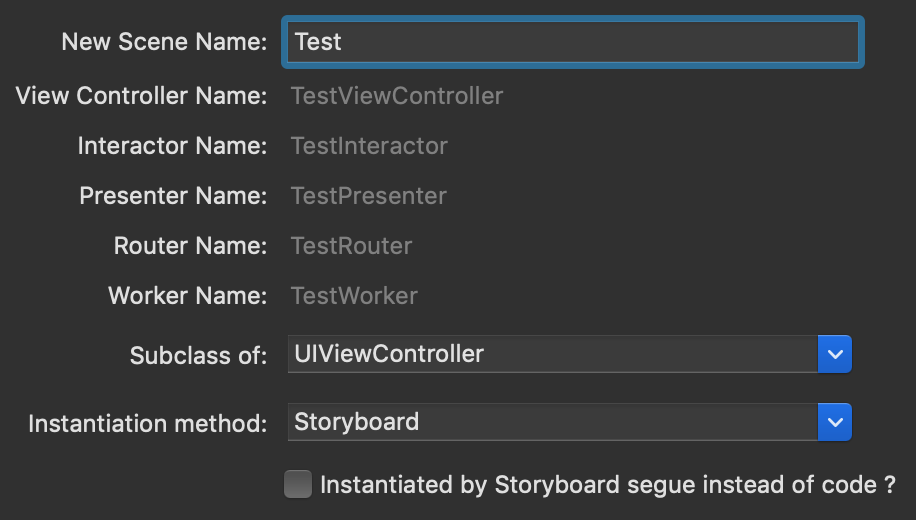 New Scene Name: Test
View Controller Name: TestViewController
Interactor Name: TestInteractor
Presenter Name: TestPresenter
Router Name: TestRouter
Worker Name: TestWorker
Subclass of: UIViewController
Instantiation method: Storyboard
Instantiated by Storyboard segue instead of code ?